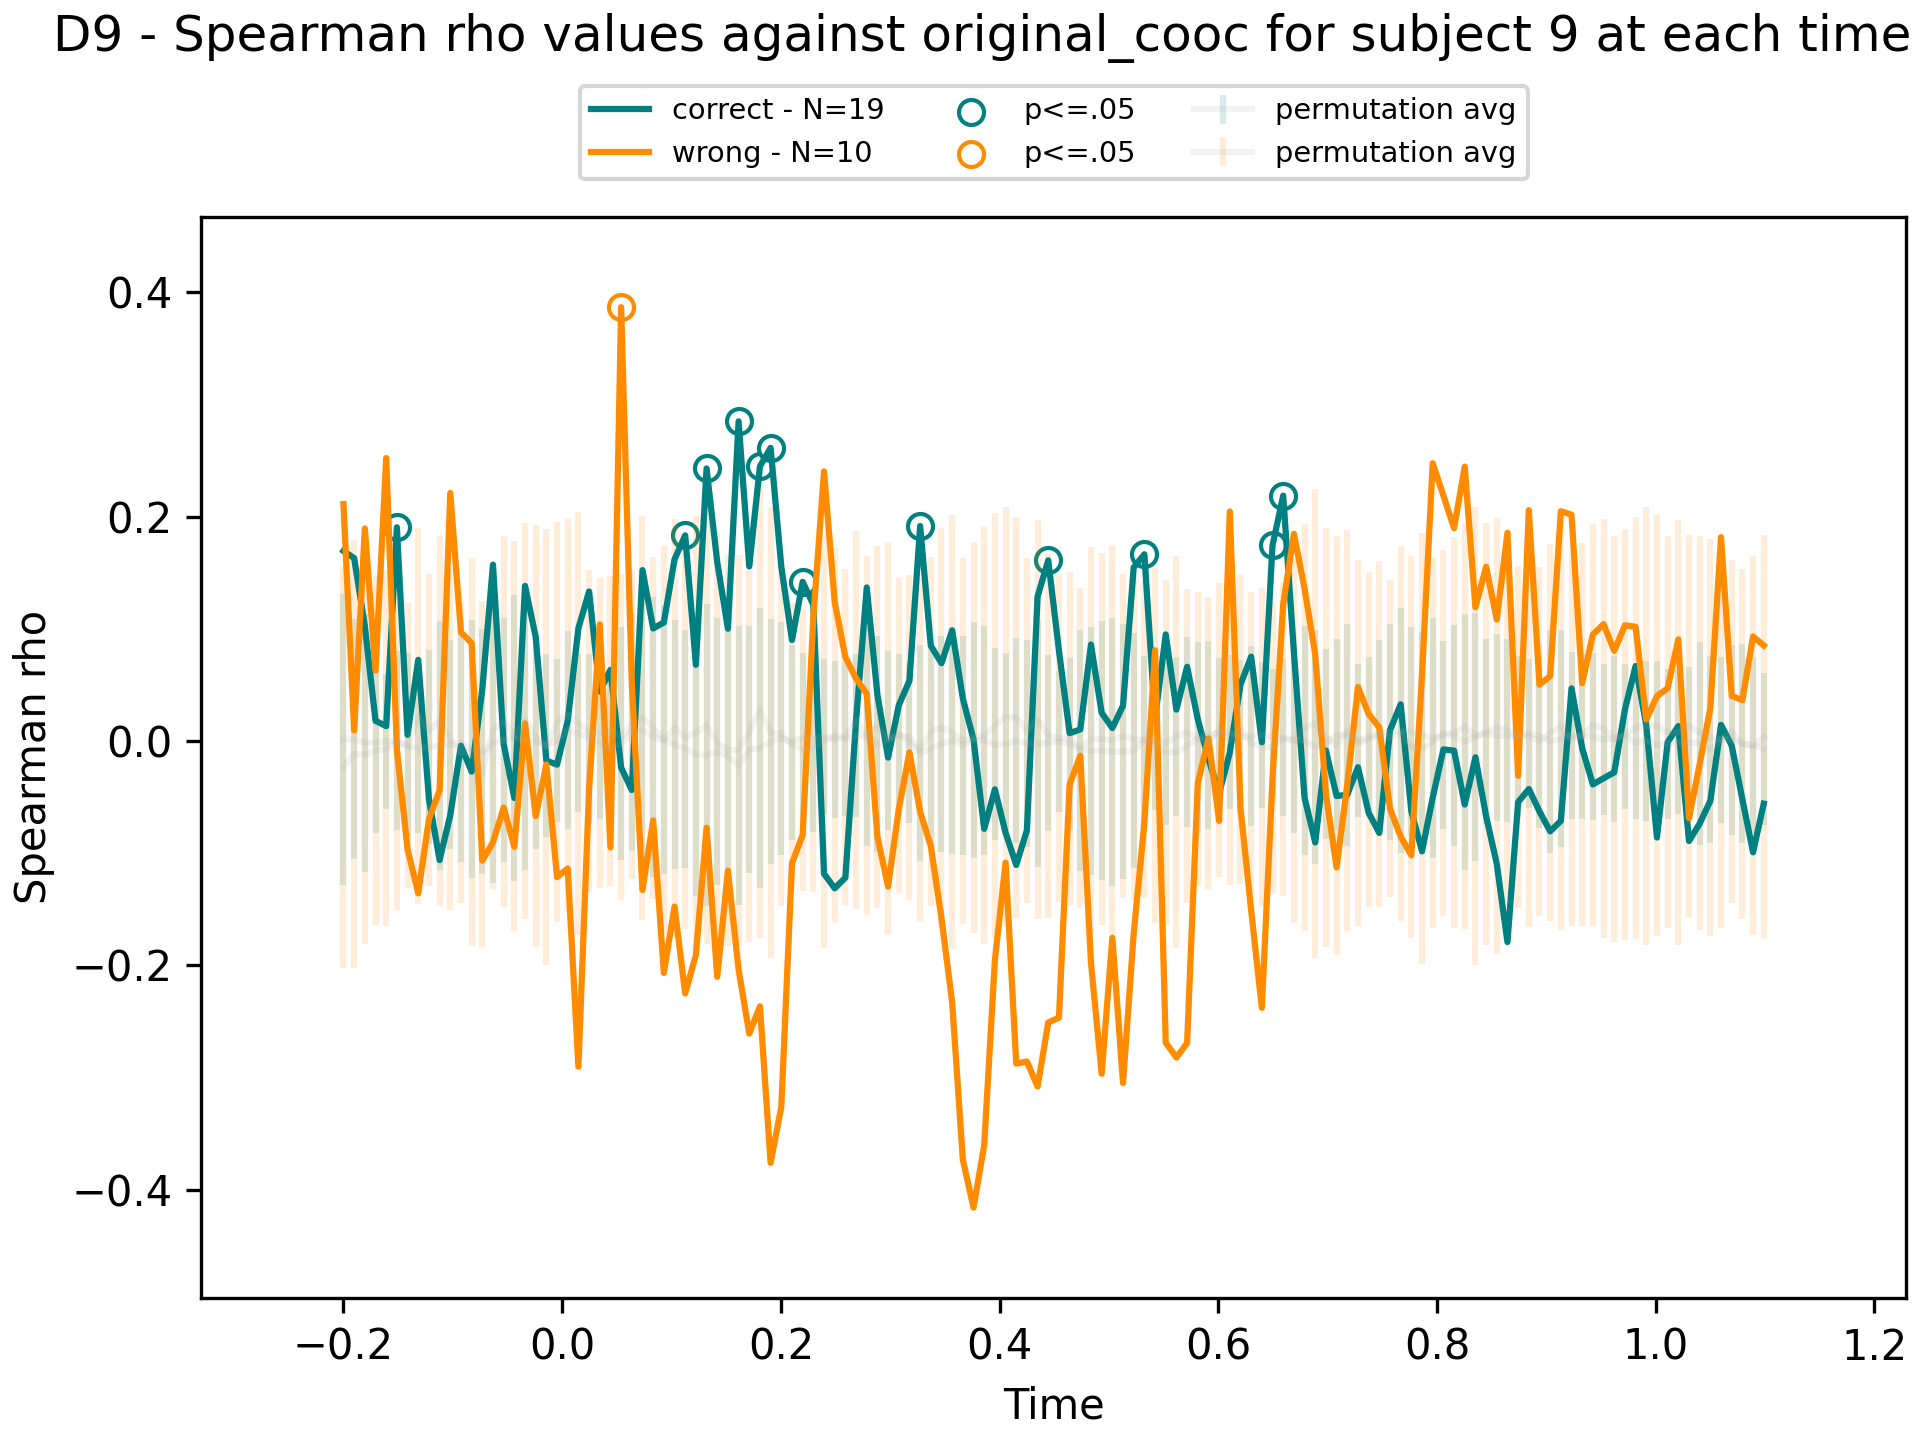 D9 - Spearman rho values against original_cooc for subject 9 at each time
correct - N=19
wrong - N=10
p<=.05
p<=.05
permutation avg
permutation avg
Spearman rho
0.4
0.2
0.0
−0.2
−0.4
−0.2 0.0 0.2 0.4 0.6 0.8 1.0 1.2
Time